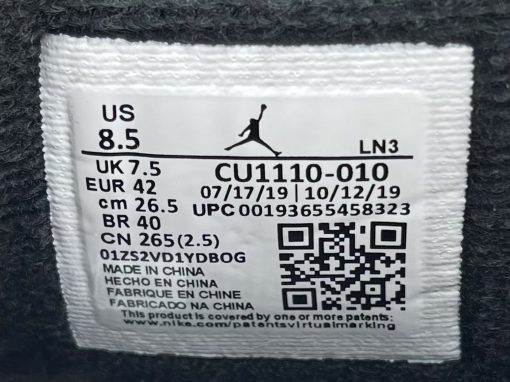 US
8.5
LN3
UK 7.5
EUR 42
cm 26.5
BR 40
CN 265(2.5)
CU1110-010
07/17/19 | 10/12/19
UPC 00193655458323
01ZS2VD1YDBOG
MADE IN CHINA
HECHO EN CHINA
FABRIQUE EN CHINE
FABRICADO NA CHINA
This product is covered by one or more patents:
www.nike.com/patentsvirtualmarking